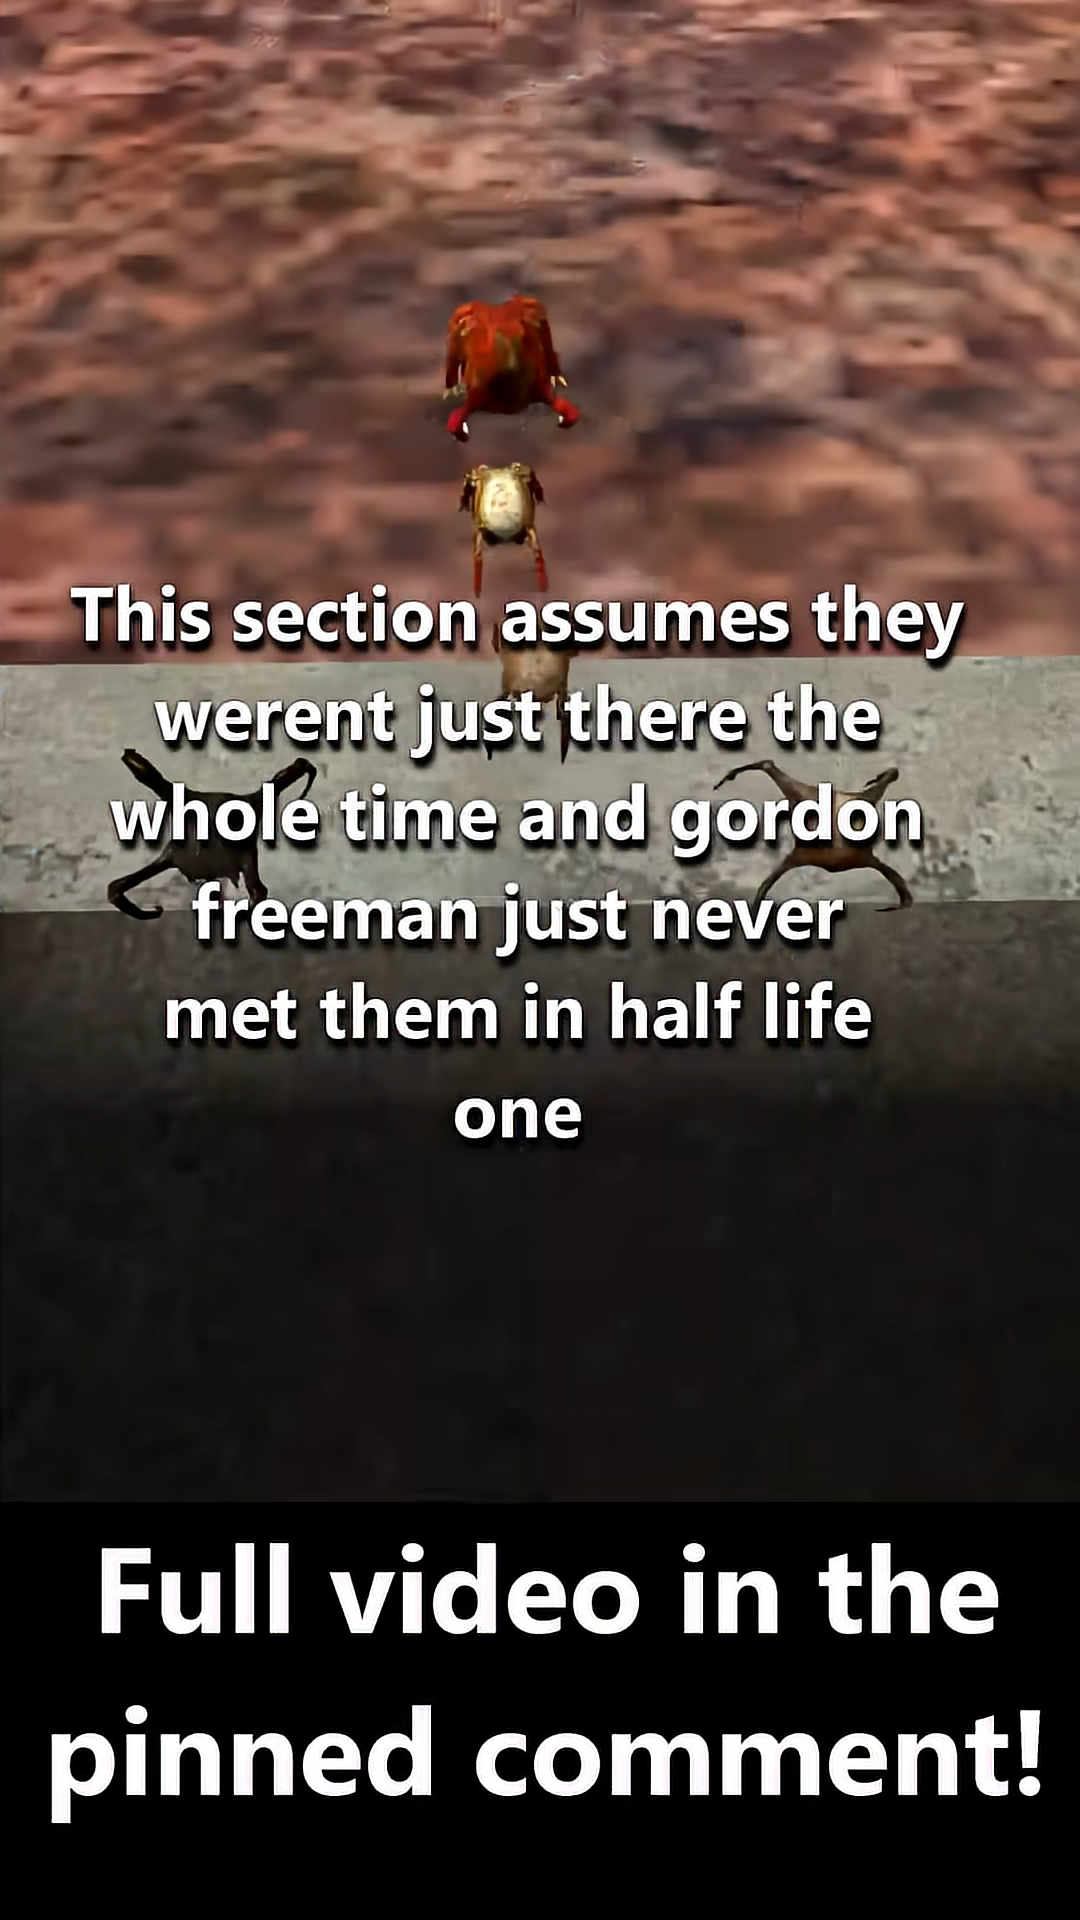 This section assumes they
werent just there the
whole time and gordon
freeman just never
met them in half life
one
Full video in the
pinned comment!